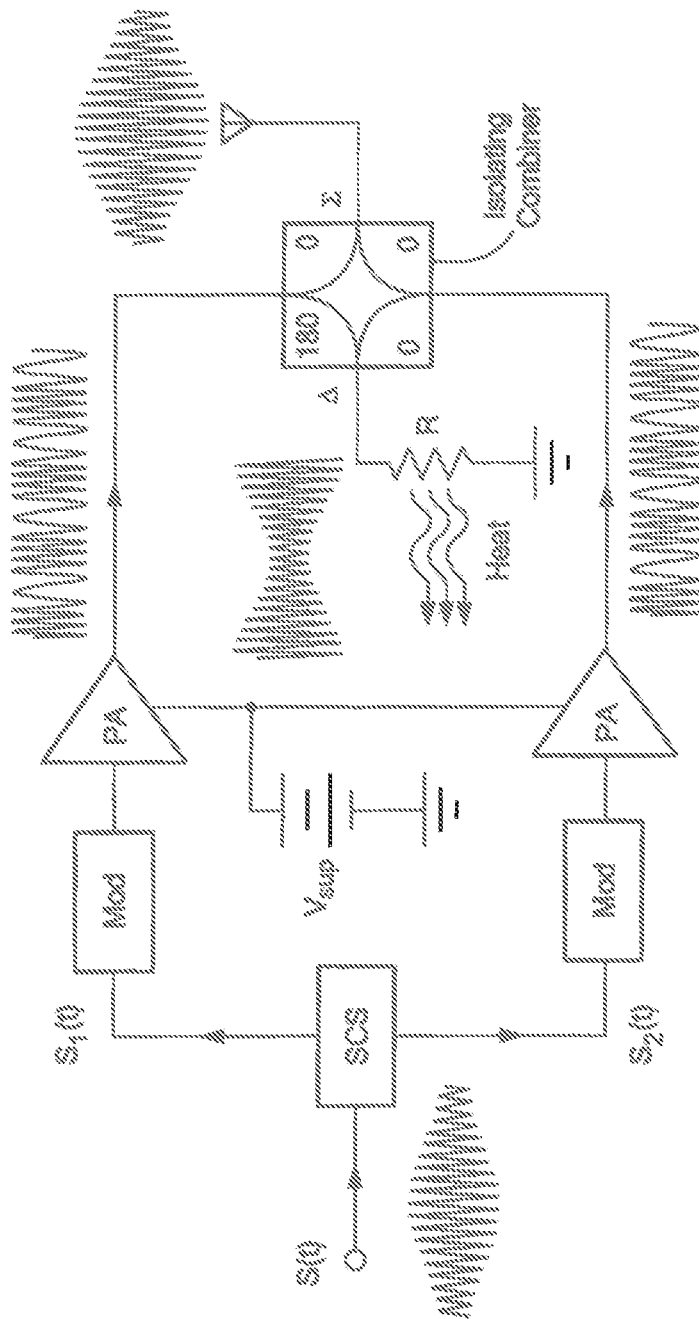 S(t)
SCS
S₁(t)
S₂(t)
Mod
Mod
V_sup
PA
PA
Heat
R
Δ
Σ
180
0
0
0
Isolating
Combiner